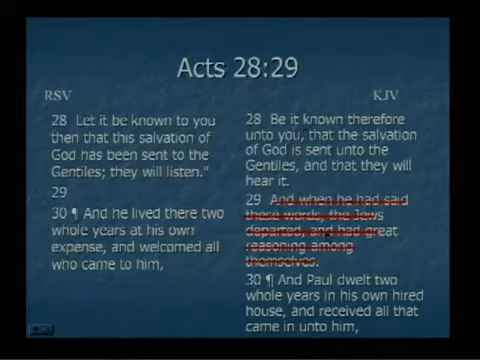 Acts 28:29
RSV
28 Let it be known to you
then that this salvation of
God has been sent to the
Gentiles; they will listen."
29
30 ¶ And he lived there two
whole years at his own
expense, and welcomed all
who came to him,
KJV
28 Be it known therefore
unto you, that the salvation
of God is sent unto the
Gentiles, and that they will
hear it.
29 And when he had said
these words, the Jews
departed, and had great
reasoning among
themselves.
30 ¶ And Paul dwelt two
whole years in his own hired
house, and received all that
came in unto him,